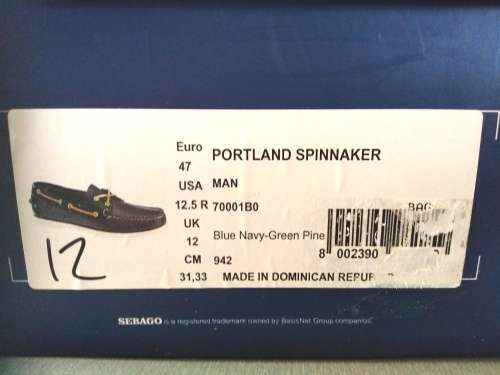 Euro
47
PORTLAND SPINNAKER
USA
MAN
12.5 R
70001B0
BAG
UK
12
Blue Navy-Green Pine
8 002390
CM
942
31,33
MADE IN DOMINICAN
12
SEBAGO is a registered trademark owned by BasicNet Group companies.